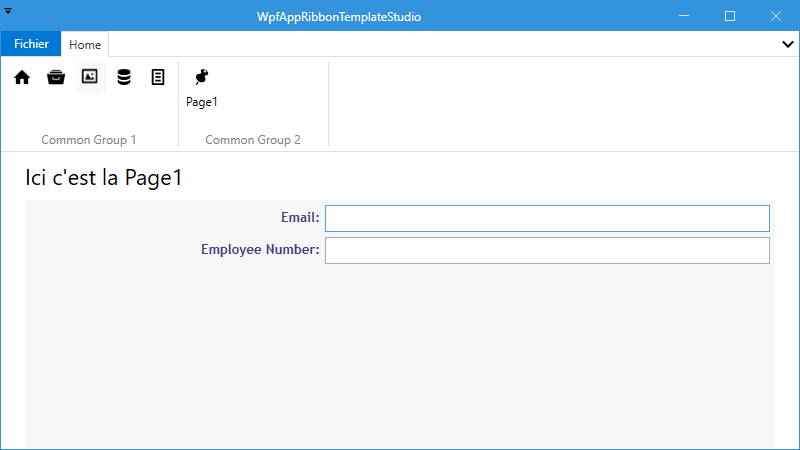 WpfAppRibbonTemplateStudio
Fichier Home
Page1
Common Group 1 Common Group 2
Ici c'est la Page1
Email:
Employee Number: